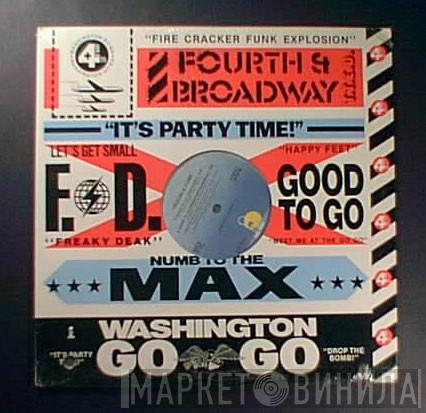 4
"FIRE CRACKER FUNK EXPLOSION"
FOURTH &
BROADWAY
"IT'S PARTY TIME!"
LET'S GET SMALL
"HAPPY FEET"
F. D.
GOOD
TO GO
"FREAKY DEAK"
"MEET ME AT THE GO GO"
NUMB TO THE
MAX
WASHINGTON
GO GO
"IT'S PARTY
"DROP THE
BOMB!"
МАРКЕТ ВИНИЛА